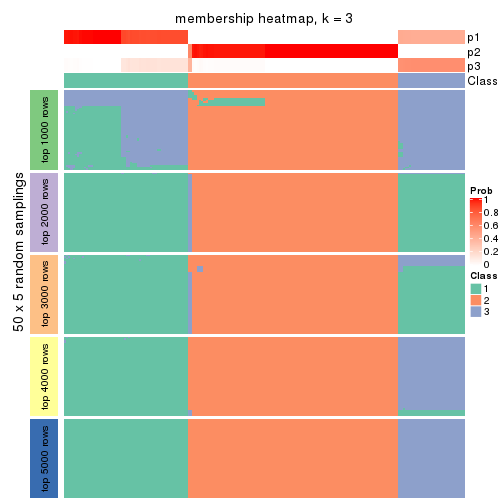 membership heatmap, k = 3
p1
p2
p3
Class
50 x 5 random samplings
top 1000 rows
top 2000 rows
top 3000 rows
top 4000 rows
top 5000 rows
Prob
1
0.8
0.6
0.4
0.2
0
Class
1
2
3